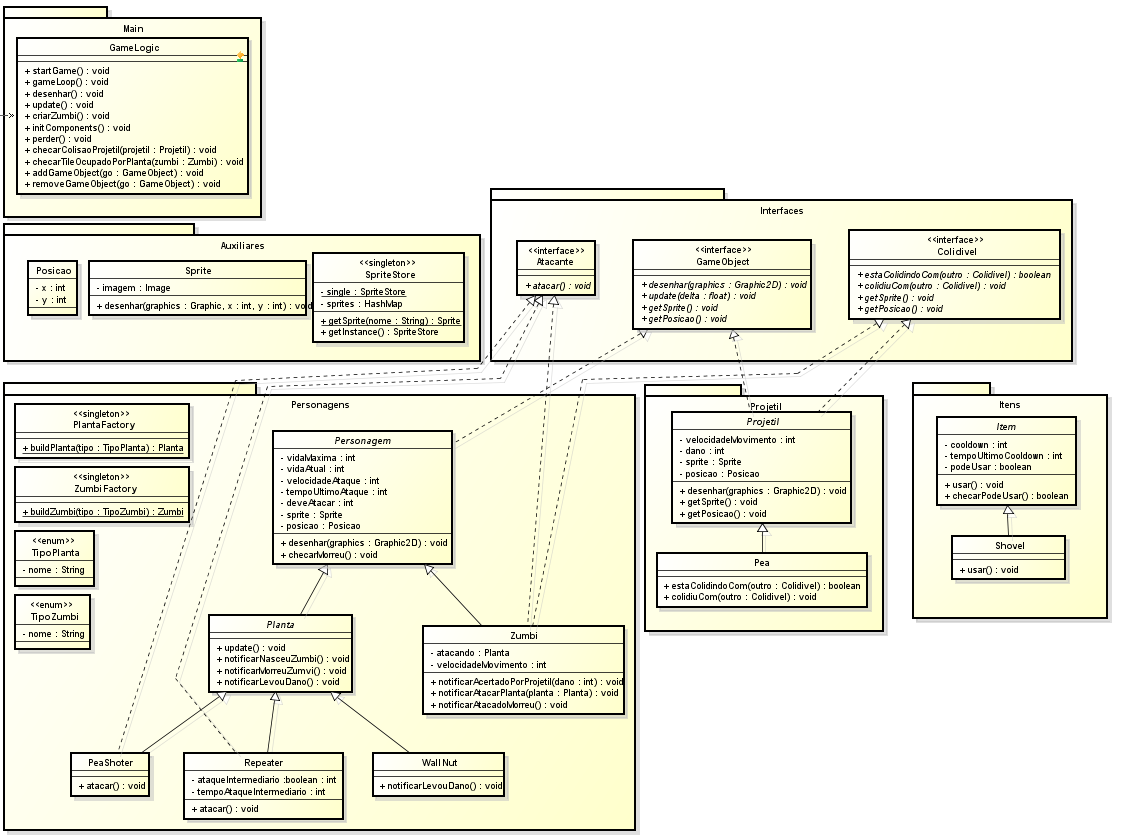 Main
GameLogic
+ startGame() : void
+ gameLoop() : void
+ desenhar() : void
+ update() : void
+ criarZumbi() : void
+ initComponents() : void
+ perder() : void
+ checarColisaoProjetil(projetil : Projetil) : void
+ checarTileOcupadoPorPlanta(zumbi : Zumbi) : void
+ addGameObject(go : GameObject) : void
+ removeGameObject(go : GameObject) : void
Auxiliares
Posicao
- x : int
- y : int
Sprite
- imagem : Image
+ desenhar(graphics : Graphic, x : int, y : int) : void
<<singleton>>
SpriteStore
- single : SpriteStore
- sprites : HashMap
+ getSprite(nome : String) : Sprite
+ getInstance() : SpriteStore
Interfaces
<<interface>>
Atacante
+ atacar() : void
<<interface>>
GameObject
+ desenhar(graphics : Graphic2D) : void
+ update(delta : float) : void
+ getSprite() : void
+ getPosicao() : void
<<interface>>
Colidivel
+ estaColidindoCom(outro : Colidivel) : boolean
+ colidiuCom(outro : Colidivel) : void
+ getSprite() : void
+ getPosicao() : void
Personagens
<<singleton>>
PlantaFactory
+ buildPlanta(tipo : TipoPlanta) : Planta
<<singleton>>
ZumbiFactory
+ buildZumbi(tipo : TipoZumbi) : Zumbi
<<enum>>
TipoPlanta
- nome : String
<<enum>>
TipoZumbi
- nome : String
Personagem
- vidaMaxima : int
- vidaAtual : int
- velocidadeAtaque : int
- tempoUltimoAtaque : int
- deveAtacar : int
- sprite : Sprite
- posicao : Posicao
+ desenhar(graphics : Graphic2D) : void
+ checarMorreu() : void
Planta
+ update() : void
+ notificarNasceuZumbi() : void
+ notificarMorreuZumvi() : void
+ notificarLevouDano() : void
Zumbi
- atacando : Planta
- velocidadeMovimento : int
+ notificarAcertadoPorProjetil(dano : int) : void
+ notificarAtacarPlanta(planta : Planta) : void
+ notificarAtacadoMorreu() : void
PeaShoter
+ atacar() : void
Repeater
- ataqueIntermediario :boolean : int
- tempoAtaqueIntermediario : int
+ atacar() : void
WallNut
+ notificarLevouDano() : void
Projetil
Projetil
- velocidadeMovimento : int
- dano : int
- sprite : Sprite
- posicao : Posicao
+ desenhar(graphics : Graphic2D) : void
+ getSprite() : void
+ getPosicao() : void
Pea
+ estaColidindoCom(outro : Colidivel) : boolean
+ colidiuCom(outro : Colidivel) : void
Itens
Item
- cooldown : int
- tempoUltimoCooldown : int
- podeUsar : boolean
+ usar() : void
+ checarPodeUsar() : boolean
Shovel
+ usar() : void